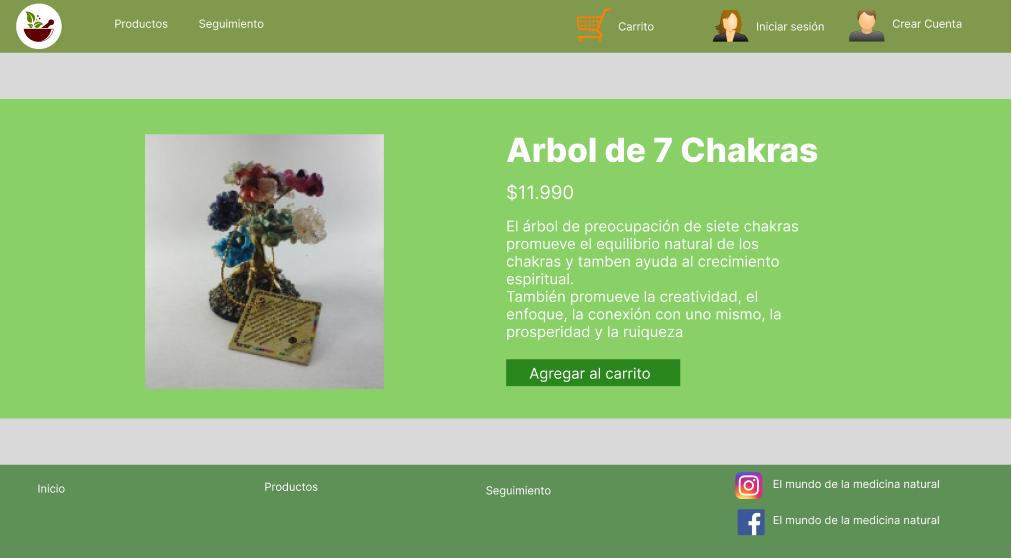 Productos
Seguimiento
Carrito
Iniciar sesión
Crear Cuenta
Arbol de 7 Chakras
$11.990
El árbol de preocupación de siete chakras
promueve el equilibrio natural de los
chakras y tamben ayuda al crecimiento
espiritual.
También promueve la creatividad, el
enfoque, la conexión con uno mismo, la
prosperidad y la ruiqueza
Agregar al carrito
Inicio
Productos
Seguimiento
El mundo de la medicina natural
El mundo de la medicina natural